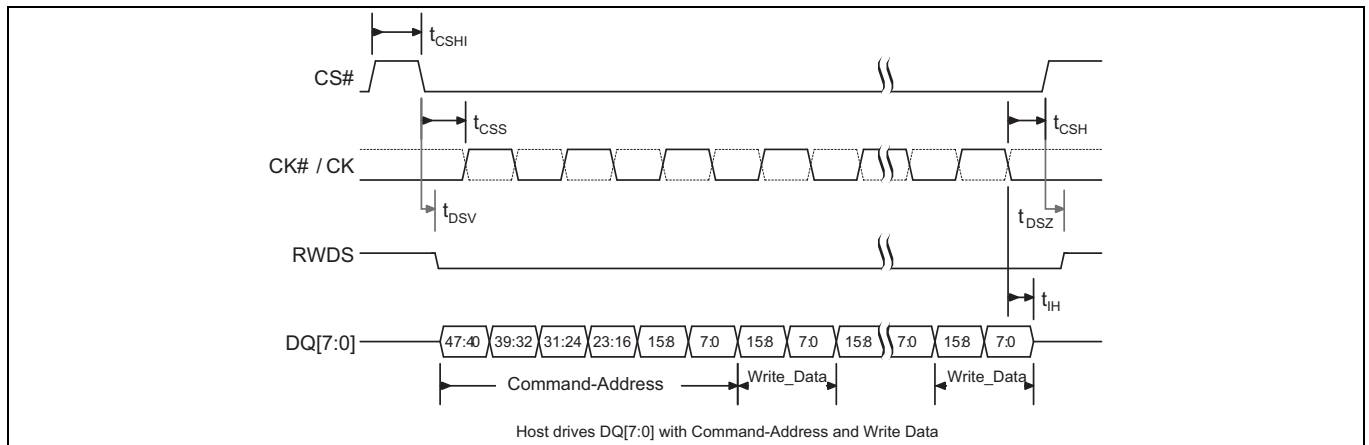 tCSHI
CS#
tCSS
tCSH
CK# / CK
tDSV
tDSZ
RWDS
tIH
DQ[7:0]
47:40 39:32 31:24 23:16 15:8 7:0 15:8 7:0 15:8 7:0 15:8 7:0
Command-Address Write_Data Write_Data
Host drives DQ[7:0] with Command-Address and Write Data